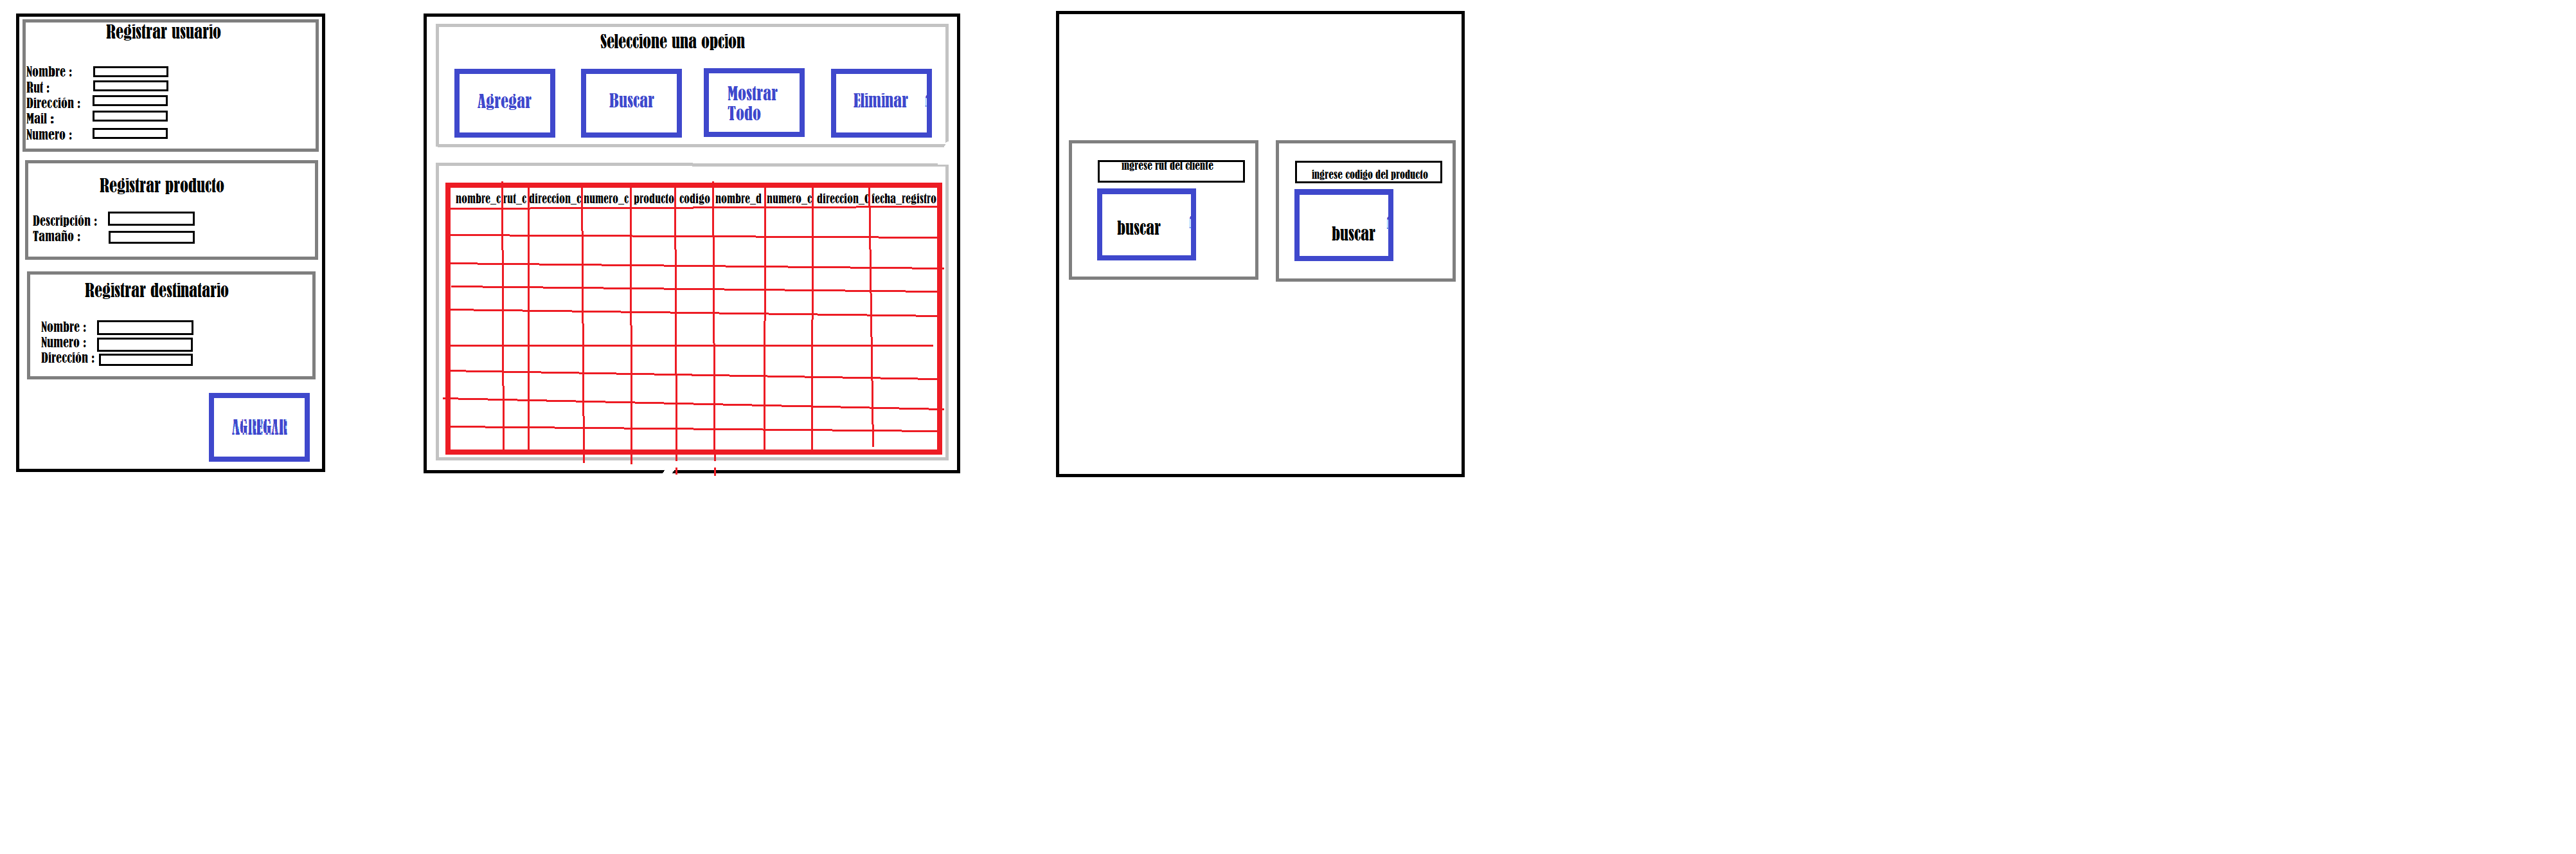 Registrar usuario
Nombre :
Rut :
Dirección :
Mail :
Numero :
Registrar producto
Descripción :
Tamaño :
Registrar destinatario
Nombre :
Numero :
Dirección :
AGREGAR
Seleccione una opcion
Agregar
Buscar
Mostrar
Todo
Eliminar
nombre_c rut_c direccion_c numero_c producto codigo nombre_d numero_c direccion_ fecha_registro
ingrese rut del cliente
buscar
ingrese codigo del producto
buscar